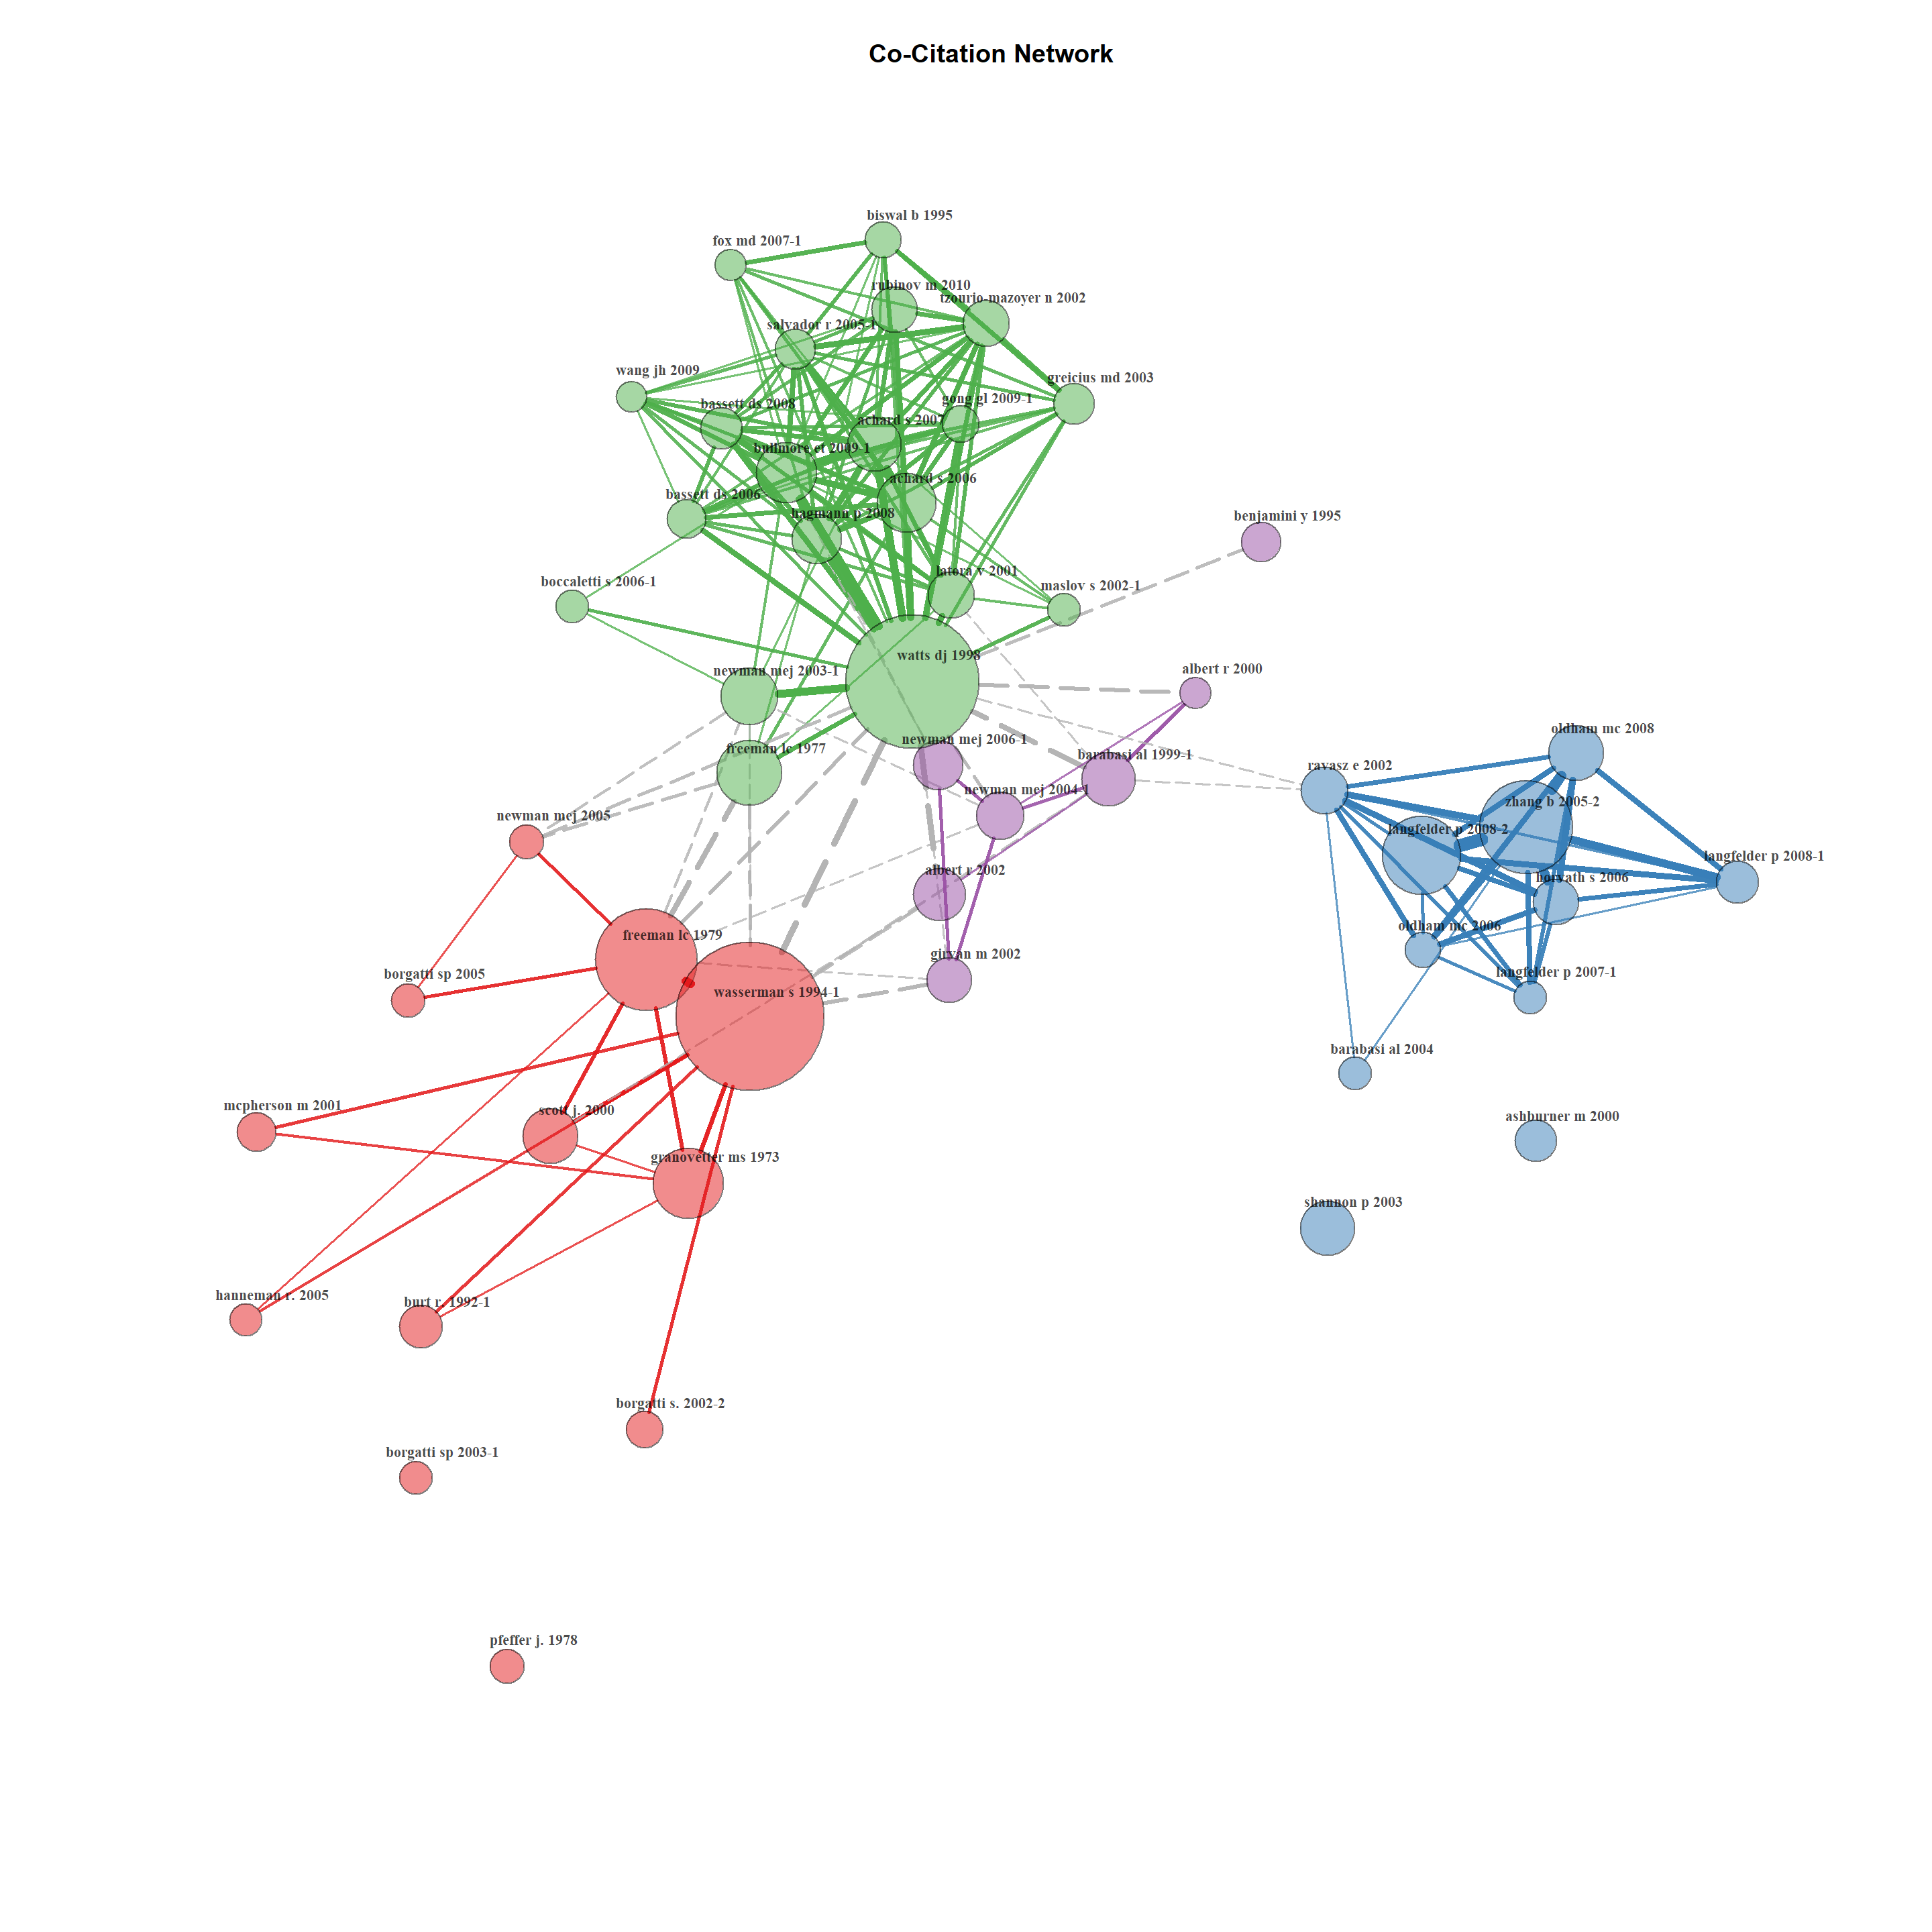 Co-Citation Network
biswal b 1995
fox md 2007-1
rubinov m 2010
tzourio-mazoyer n 2002
salvador r 2005-1
wang jh 2009
greicius md 2003
gong gl 2009-1
bassett ds 2008
achard s 2007
bullmore et 2009-1
achard s 2006
bassett ds 2006
hagmann p 2008
benjamini y 1995
latora v 2001
boccaletti s 2006-1
maslov s 2002-1
watts dj 1998
newman mej 2003-1
albert r 2000
oldham mc 2008
newman mej 2006-1
freeman lc 1977
barabasi al 1999-1
ravasz e 2002
newman mej 2004-1
zhang b 2005-2
newman mej 2005
langfelder p 2008-2
langfelder p 2008-1
albert r 2002
horvath s 2006
oldham mc 2006
freeman lc 1979
girvan m 2002
borgatti sp 2005
langfelder p 2007-1
wasserman s 1994-1
barabasi al 2004
mcpherson m 2001
scott j. 2000
ashburner m 2000
granovetter ms 1973
shannon p 2003
hanneman r. 2005
burt r. 1992-1
borgatti s. 2002-2
borgatti sp 2003-1
pfeffer j. 1978